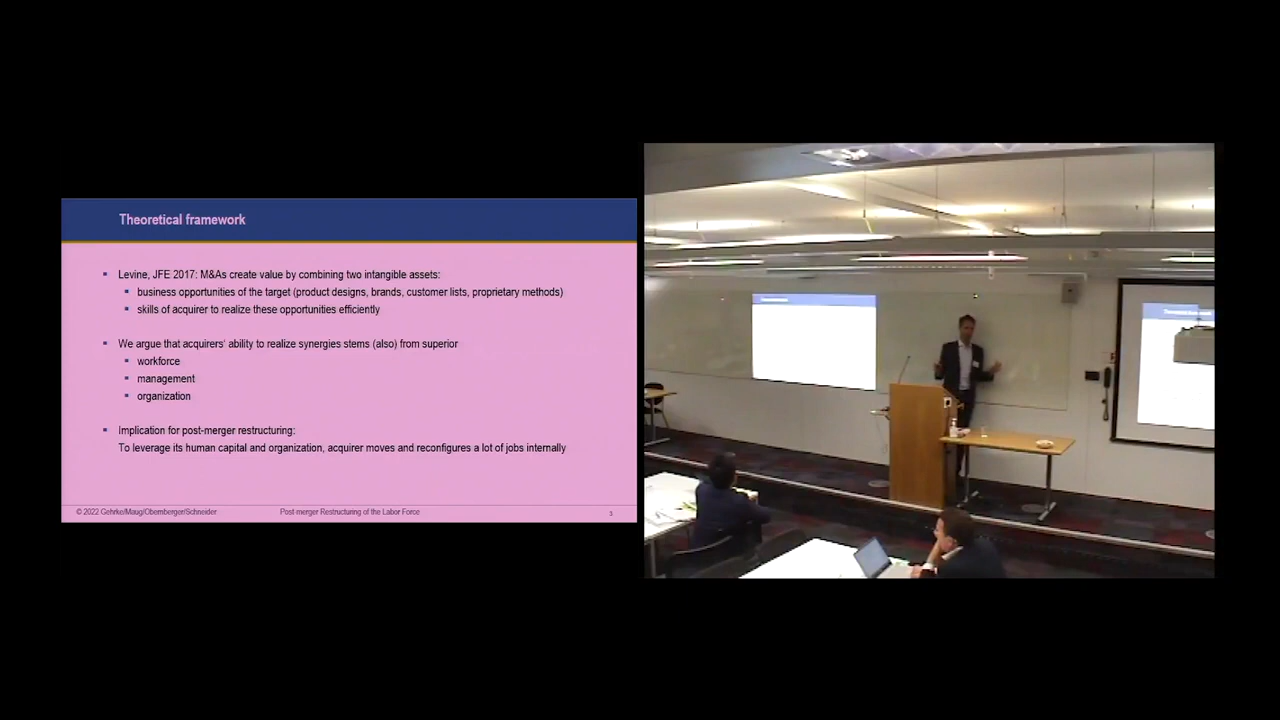 Theoretical framework
▪ Levine, JFE 2017: M&As create value by combining two intangible assets:
▪ business opportunities of the target (product designs, brands, customer lists, proprietary methods)
▪ skills of acquirer to realize these opportunities efficiently
▪ We argue that acquirers' ability to realize synergies stems (also) from superior
▪ workforce
▪ management
▪ organization
▪ Implication for post-merger restructuring:
To leverage its human capital and organization, acquirer moves and reconfigures a lot of jobs internally
© 2022 Gehrke/Maug/Obernberger/Schneider
Post-merger Restructuring of the Labor Force
3